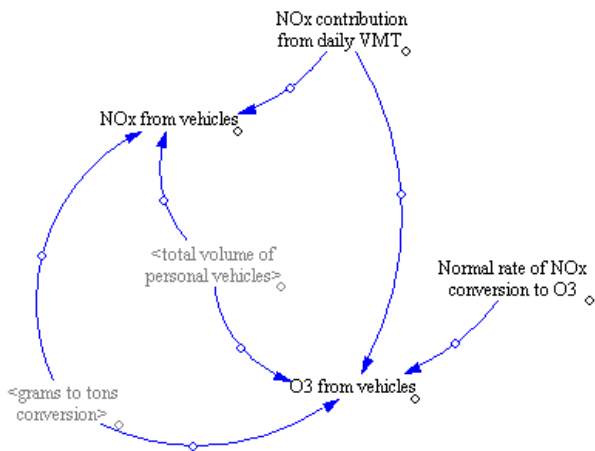 NOx contribution
from daily VMT
NOx from vehicles
<total volume of
personal vehicles>
Normal rate of NOx
conversion to O3
O3 from vehicles
<grams to tons
conversion>